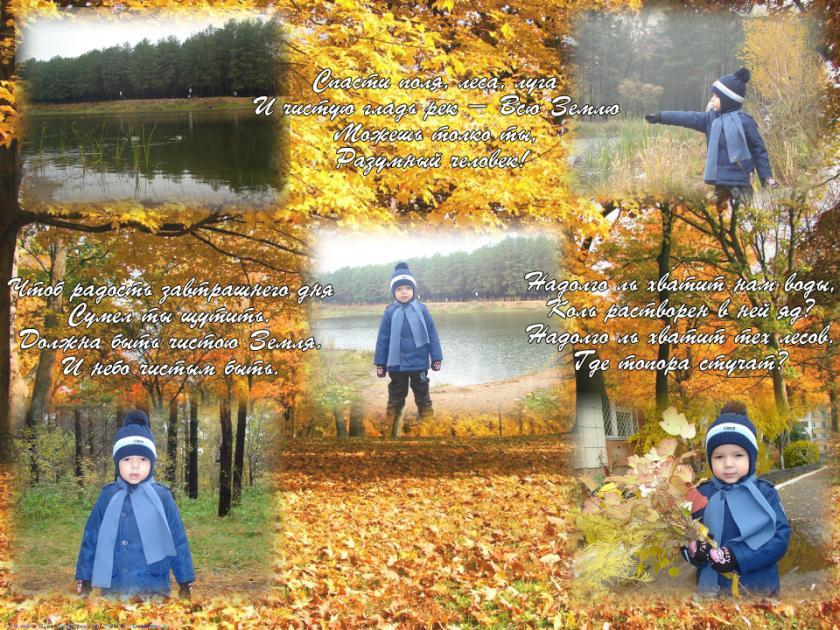 Спасти поля, леса, луга
И чистую гладь рек — Всю Землю
Можешь толко ты,
Разумный человек!
Чтоб радость завтрашнего дня
Сумел ты щутить.
Должна быть чистою Земля.
И небо чистым быть.
Надолго ль хватит нам воды,
Коль растворен в ней яд?
Надолго ль хватит тех лесов,
Где топора стучат?